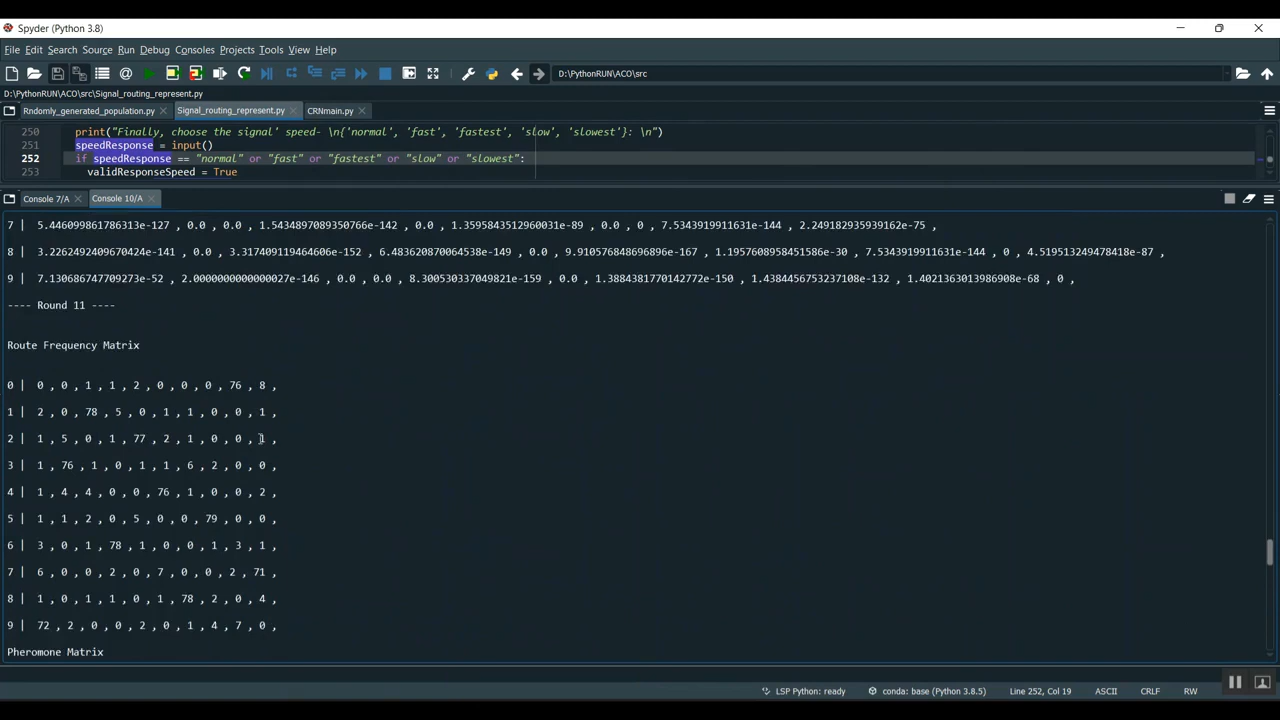 Spyder (Python 3.8)
File Edit Search Source Run Debug Consoles Projects Tools View Help
D:\PythonRUN\ACO\src
D:\PythonRUN\ACO\src\Signal_routing_represent.py
Rndomly_generated_population.py Signal_routing_represent.py CRNmain.py
250 print("Finally, choose the signal' speed- \n{'normal', 'fast', 'fastest', 'slow', 'slowest'}: \n")
251 speedResponse = input()
252 if speedResponse == "normal" or "fast" or "fastest" or "slow" or "slowest":
253 validResponseSpeed = True
Console 7/A Console 10/A
7 | 5.446099861786313e-127 , 0.0 , 0.0 , 1.5434897089350766e-142 , 0.0 , 1.3595843512960031e-89 , 0.0 , 0 , 7.5343919911631e-144 , 2.249182935939162e-75 ,
8 | 3.2262492409670424e-141 , 0.0 , 3.317409119464606e-152 , 6.483620870064538e-149 , 0.0 , 9.910576848696896e-167 , 1.1957608958451586e-30 , 7.5343919911631e-144 , 0 , 4.519513249478418e-87 ,
9 | 7.130686747709273e-52 , 2.0000000000000027e-146 , 0.0 , 0.0 , 8.300530337049821e-159 , 0.0 , 1.3884381770142772e-150 , 1.4384456753237108e-132 , 1.4021363013986908e-68 , 0 ,
---- Round 11 ----
Route Frequency Matrix
0 | 0 , 0 , 1 , 1 , 2 , 0 , 0 , 0 , 76 , 8 ,
1 | 2 , 0 , 78 , 5 , 0 , 1 , 1 , 0 , 0 , 1 ,
2 | 1 , 5 , 0 , 1 , 77 , 2 , 1 , 0 , 0 , 1 ,
3 | 1 , 76 , 1 , 0 , 1 , 1 , 6 , 2 , 0 , 0 ,
4 | 1 , 4 , 4 , 0 , 0 , 76 , 1 , 0 , 0 , 2 ,
5 | 1 , 1 , 2 , 0 , 5 , 0 , 0 , 79 , 0 , 0 ,
6 | 3 , 0 , 1 , 78 , 1 , 0 , 0 , 1 , 3 , 1 ,
7 | 6 , 0 , 0 , 2 , 0 , 7 , 0 , 0 , 2 , 71 ,
8 | 1 , 0 , 1 , 1 , 0 , 1 , 78 , 2 , 0 , 4 ,
9 | 72 , 2 , 0 , 0 , 2 , 0 , 1 , 4 , 7 , 0 ,
Pheromone Matrix
LSP Python: ready conda: base (Python 3.8.5) Line 252, Col 19 ASCII CRLF RW